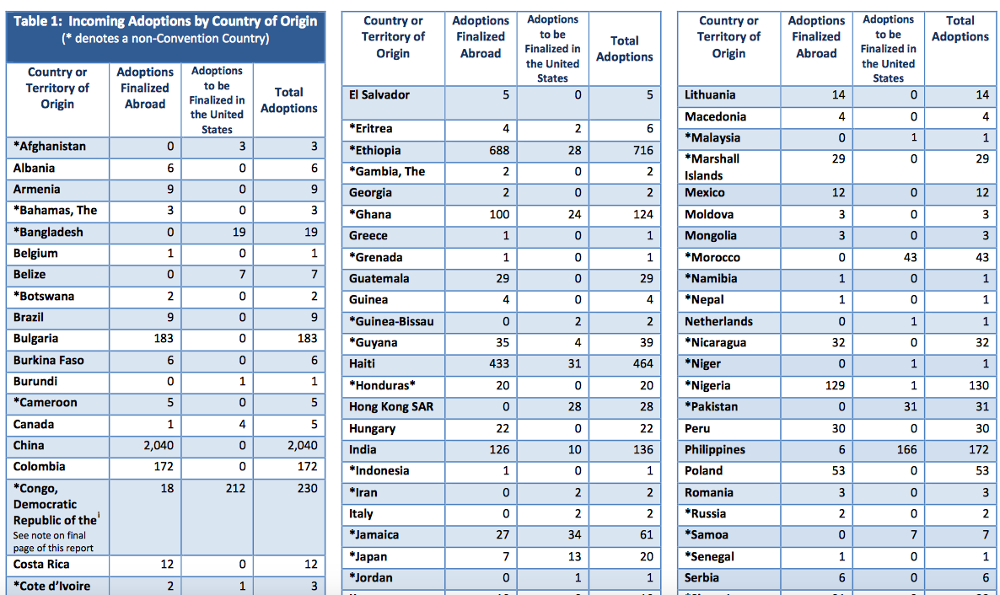 Table 1: Incoming Adoptions by Country of Origin
(* denotes a non-Convention Country)
Country or Territory of Origin Adoptions Finalized Abroad Adoptions to be Finalized in the United States Total Adoptions
*Afghanistan 0 3 3
Albania 6 0 6
Armenia 9 0 9
*Bahamas, The 3 0 3
*Bangladesh 0 19 19
Belgium 1 0 1
Belize 0 7 7
*Botswana 2 0 2
Brazil 9 0 9
Bulgaria 183 0 183
Burkina Faso 6 0 6
Burundi 0 1 1
*Cameroon 5 0 5
Canada 1 4 5
China 2,040 0 2,040
Colombia 172 0 172
*Congo, 18 212 230
Democratic
Republic of the i
See note on final
page of this report
Costa Rica 12 0 12
*Cote d'Ivoire 2 1 3
Country or Territory of Origin Adoptions Finalized Abroad Adoptions to be Finalized in the United States Total Adoptions
El Salvador 5 0 5
*Eritrea 4 2 6
*Ethiopia 688 28 716
*Gambia, The 2 0 2
Georgia 2 0 2
*Ghana 100 24 124
Greece 1 0 1
*Grenada 1 0 1
Guatemala 29 0 29
Guinea 4 0 4
*Guinea-Bissau 0 2 2
*Guyana 35 4 39
Haiti 433 31 464
*Honduras* 20 0 20
Hong Kong SAR 0 28 28
Hungary 22 0 22
India 126 10 136
*Indonesia 1 0 1
*Iran 0 2 2
Italy 0 2 2
*Jamaica 27 34 61
*Japan 7 13 20
*Jordan 0 1 1
Country or Territory of Origin Adoptions Finalized Abroad Adoptions to be Finalized in the United States Total Adoptions
Lithuania 14 0 14
Macedonia 4 0 4
*Malaysia 0 1 1
*Marshall 29 0 29
Islands
Mexico 12 0 12
Moldova 3 0 3
Mongolia 3 0 3
*Morocco 0 43 43
*Namibia 1 0 1
*Nepal 1 0 1
Netherlands 0 1 1
*Nicaragua 32 0 32
*Niger 0 1 1
*Nigeria 129 1 130
*Pakistan 0 31 31
Peru 30 0 30
Philippines 6 166 172
Poland 53 0 53
Romania 3 0 3
*Russia 2 0 2
*Samoa 0 7 7
*Senegal 1 0 1
Serbia 6 0 6